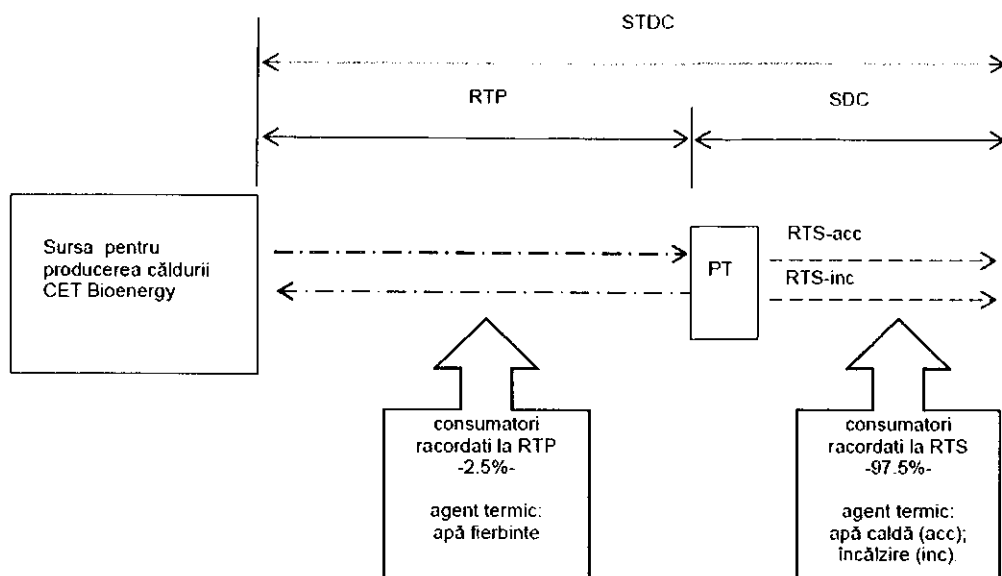 STDC
RTP
SDC
Sursa pentru
producerea căldurii
CET Bioenergy
PT
RTS-acc
RTS-inc
consumatori
racordati la RTP
-2.5%-
agent termic:
apă fierbinte
consumatori
racordati la RTS
-97.5%-
agent termic:
apă caldă (acc);
încălzire (inc).